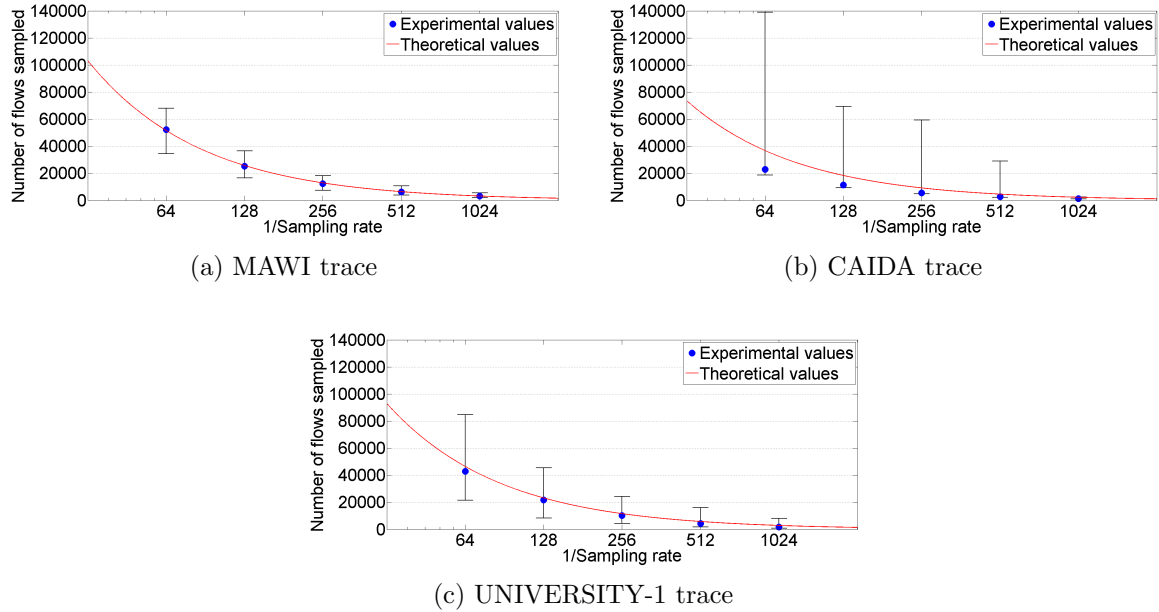 Number of flows sampled
140000
120000
100000
80000
60000
40000
20000
0
64 128 256 512 1024
1/Sampling rate
Experimental values
Theoretical values
(a) MAWI trace
Number of flows sampled
140000
120000
100000
80000
60000
40000
20000
0
64 128 256 512 1024
1/Sampling rate
Experimental values
Theoretical values
(b) CAIDA trace
Number of flows sampled
140000
120000
100000
80000
60000
40000
20000
0
64 128 256 512 1024
1/Sampling rate
Experimental values
Theoretical values
(c) UNIVERSITY-1 trace